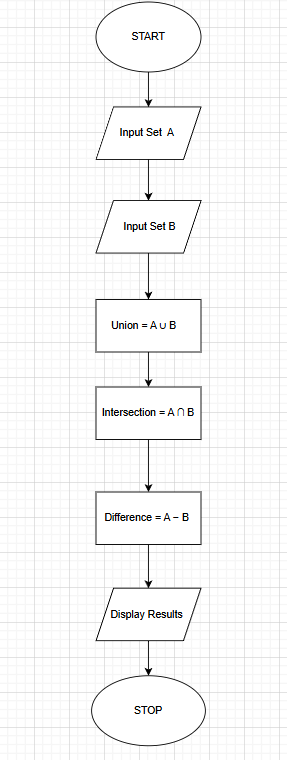 START
Input Set A
Input Set B
Union = A ∪ B
Intersection = A ∩ B
Difference = A − B
Display Results
STOP